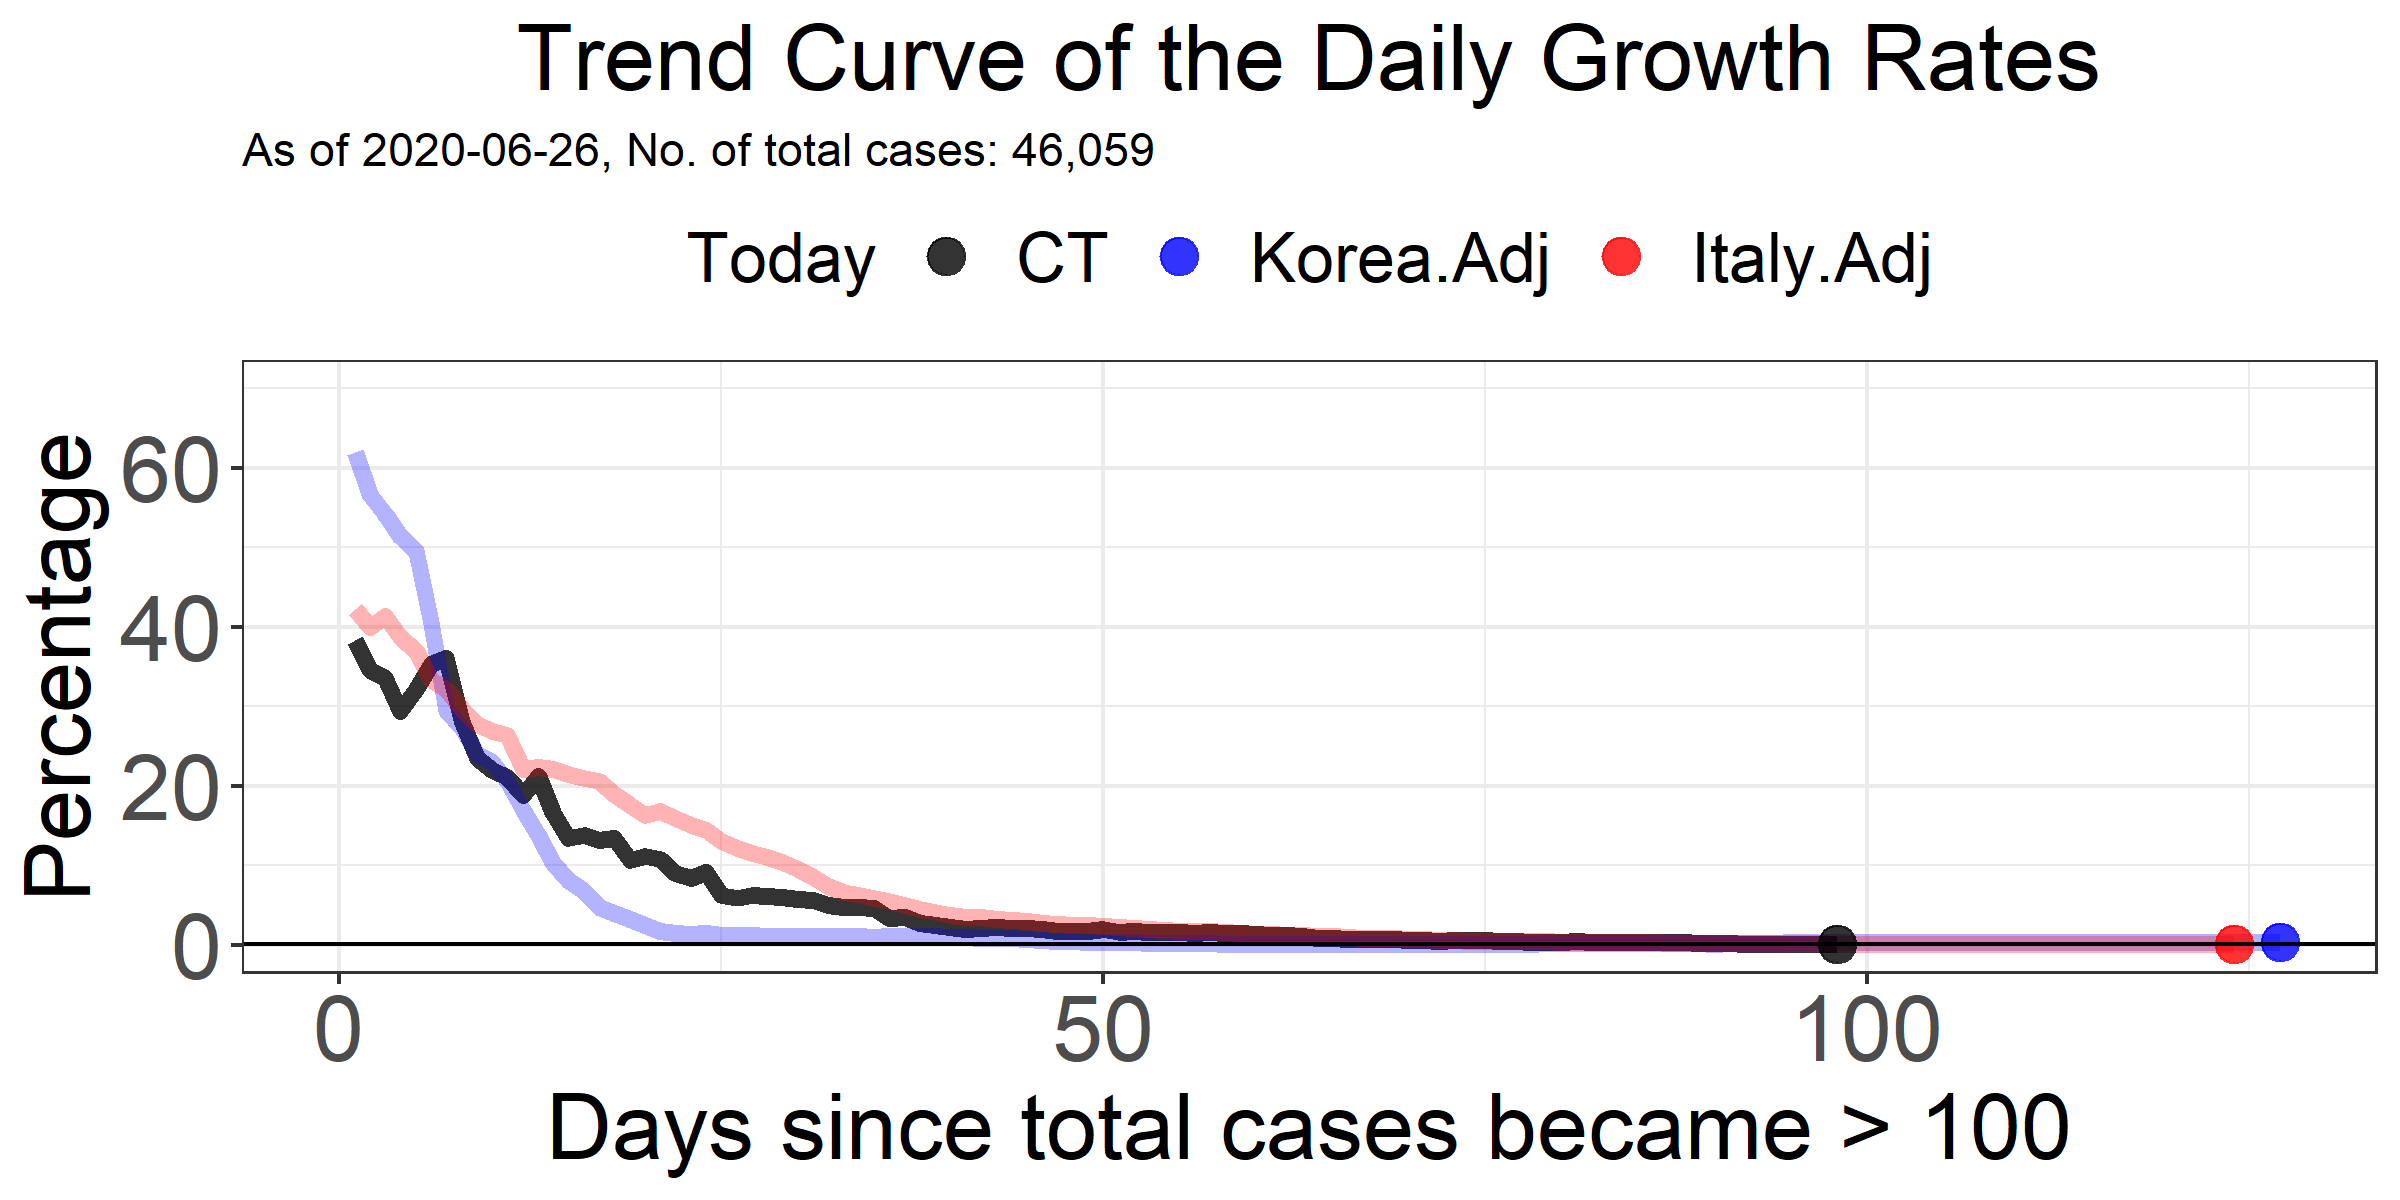 Trend Curve of the Daily Growth Rates
As of 2020-06-26, No. of total cases: 46,059
Today CT Korea.Adj Italy.Adj
Percentage
60
40
20
0
0 50 100
Days since total cases became > 100